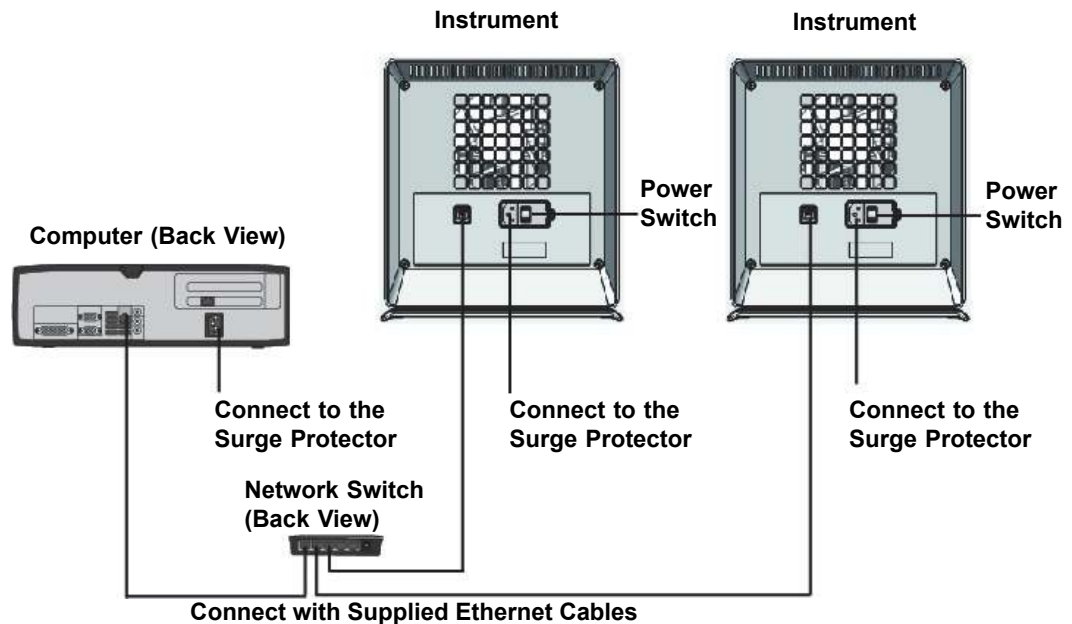 Instrument
Instrument
Power
Switch
Power
Switch
Computer (Back View)
Connect to the
Surge Protector
Connect to the
Surge Protector
Connect to the
Surge Protector
Network Switch
(Back View)
Connect with Supplied Ethernet Cables